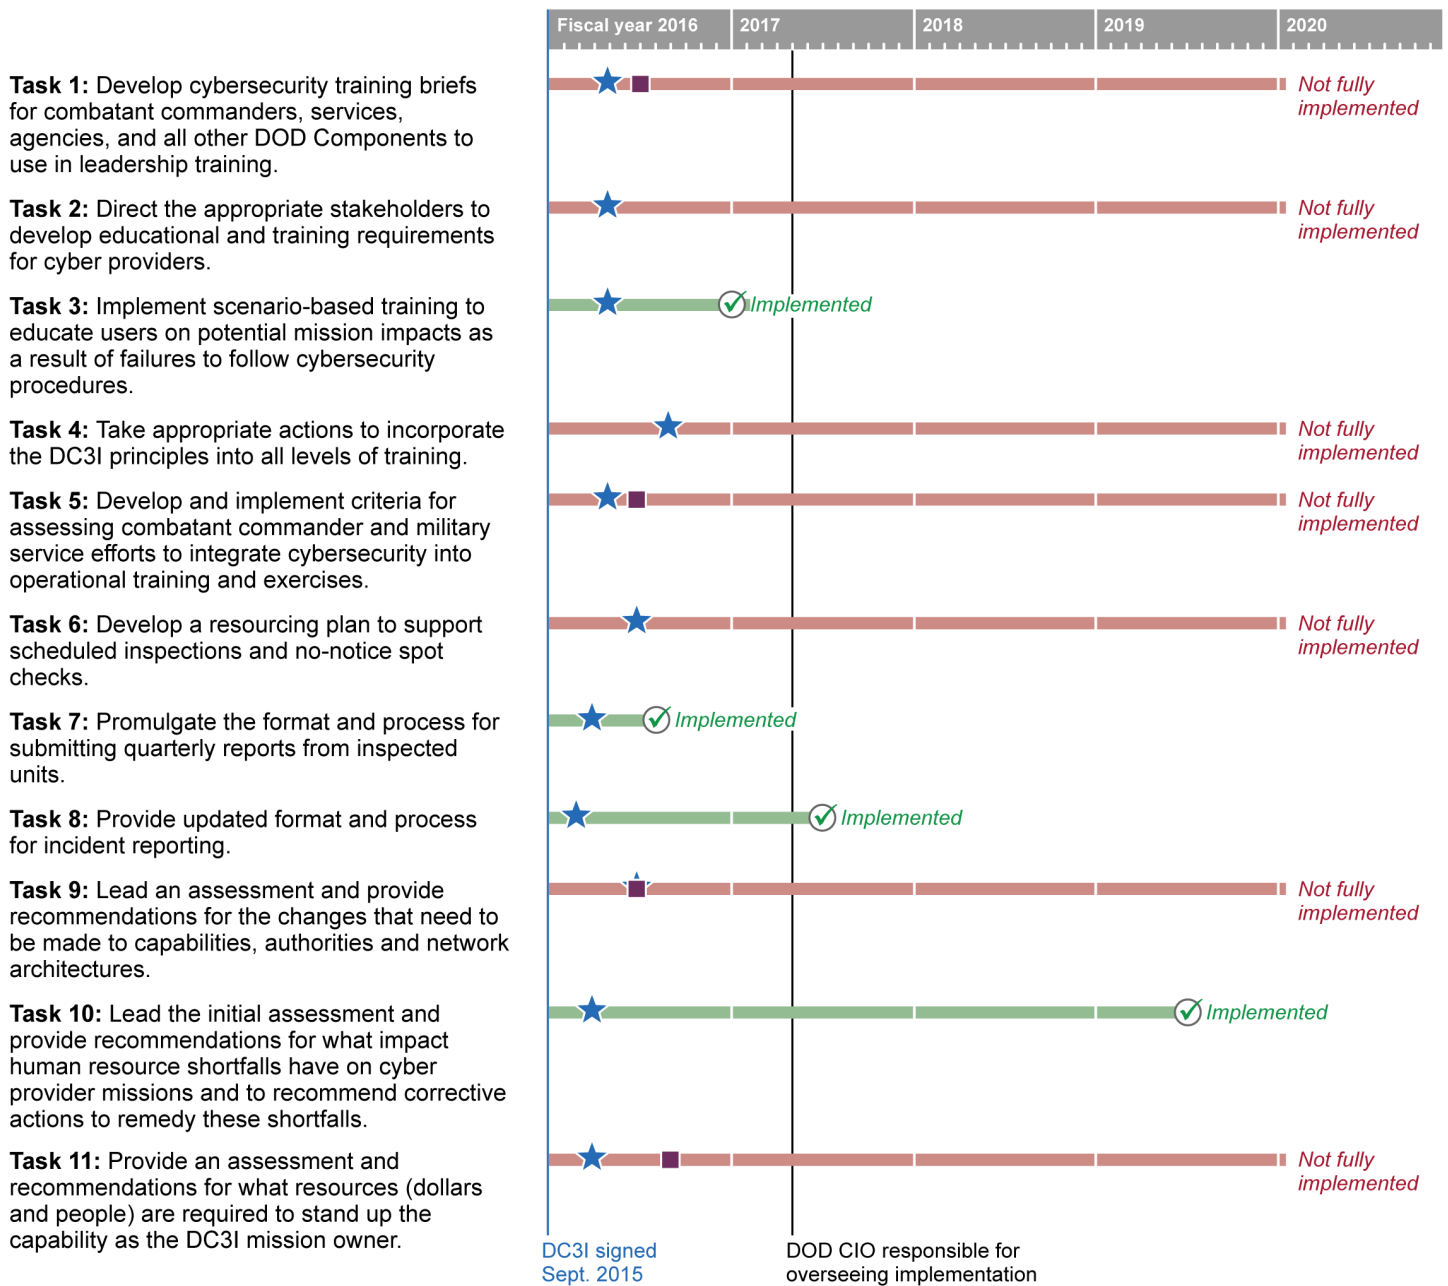 Fiscal year 2016 2017 2018 2019 2020
Task 1: Develop cybersecurity training briefs
for combatant commanders, services,
agencies, and all other DOD Components to
use in leadership training.
Not fully
implemented
Task 2: Direct the appropriate stakeholders to
develop educational and training requirements
for cyber providers.
Not fully
implemented
Task 3: Implement scenario-based training to
educate users on potential mission impacts as
a result of failures to follow cybersecurity
procedures.
Implemented
Task 4: Take appropriate actions to incorporate
the DC3I principles into all levels of training.
Not fully
implemented
Task 5: Develop and implement criteria for
assessing combatant commander and military
service efforts to integrate cybersecurity into
operational training and exercises.
Not fully
implemented
Task 6: Develop a resourcing plan to support
scheduled inspections and no-notice spot
checks.
Not fully
implemented
Task 7: Promulgate the format and process for
submitting quarterly reports from inspected
units.
Implemented
Task 8: Provide updated format and process
for incident reporting.
Implemented
Task 9: Lead an assessment and provide
recommendations for the changes that need to
be made to capabilities, authorities and network
architectures.
Not fully
implemented
Task 10: Lead the initial assessment and
provide recommendations for what impact
human resource shortfalls have on cyber
provider missions and to recommend corrective
actions to remedy these shortfalls.
Implemented
Task 11: Provide an assessment and
recommendations for what resources (dollars
and people) are required to stand up the
capability as the DC3I mission owner.
Not fully
implemented
DC3I signed
Sept. 2015
DOD CIO responsible for
overseeing implementation